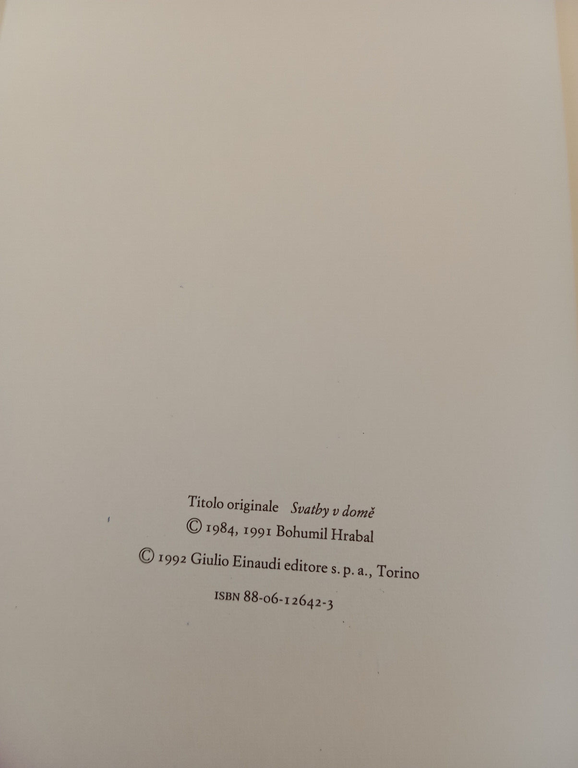 Titolo originale Svatby v domě
© 1984, 1991 Bohumil Hrabal
© 1992 Giulio Einaudi editore s. p. a., Torino
ISBN 88-06-12642-3